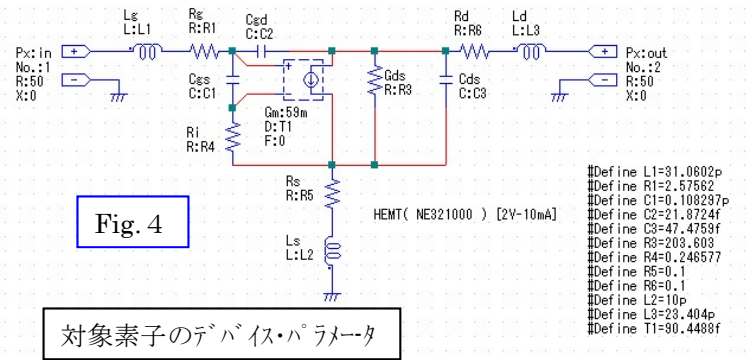 Lg
L:L1
Rg
R:R1
Cgd
C:C2
Rd
R:R6
Ld
L:L3
Px:in
No.:1
R:50
X:0
Px:out
No.:2
R:50
X:0
Cgs
C:C1
Gm:59m
D:T1
F:0
Gds
R:R3
Cds
C:C3
Ri
R:R4
Rs
R:R5
Ls
L:L2
HEMT( NE321000 ) [2V-10mA]
#Define L1=31.0602p
#Define R1=2.57562
#Define C1=0.108297p
#Define C2=21.8724f
#Define C3=47.4759f
#Define R3=203.603
#Define R4=0.246577
#Define R5=0.1
#Define R6=0.1
#Define L2=10p
#Define L3=23.404p
#Define T1=90.4488f
Fig. 4
対象素子のﾃﾞﾊﾞｲｽ・ﾊﾟﾗﾒｰﾀ